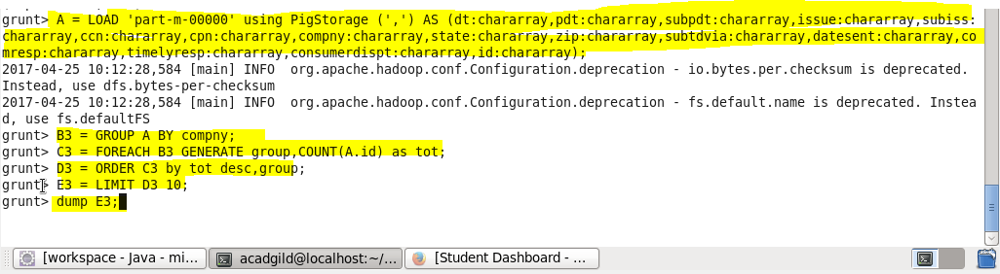 grunt> A = LOAD 'part-m-00000' using PigStorage (',') AS (dt:chararray,pdt:chararray,subpdt:chararray,issue:chararray,subiss:
chararray,ccn:chararray,cpn:chararray,compny:chararray,state:chararray,zip:chararray,subtdvia:chararray,datesent:chararray,co
mresp:chararray,timelyresp:chararray,consumerdispt:chararray,id:chararray);
2017-04-25 10:12:28,584 [main] INFO  org.apache.hadoop.conf.Configuration.deprecation - io.bytes.per.checksum is deprecated.
Instead, use dfs.bytes-per-checksum
2017-04-25 10:12:28,584 [main] INFO  org.apache.hadoop.conf.Configuration.deprecation - fs.default.name is deprecated. Instea
d, use fs.defaultFS
grunt> B3 = GROUP A BY compny;
grunt> C3 = FOREACH B3 GENERATE group,COUNT(A.id) as tot;
grunt> D3 = ORDER C3 by tot desc,group;
grunt> E3 = LIMIT D3 10;
grunt> dump E3;
[workspace - Java - mi... acadgild@localhost:~/... [Student Dashboard - ...